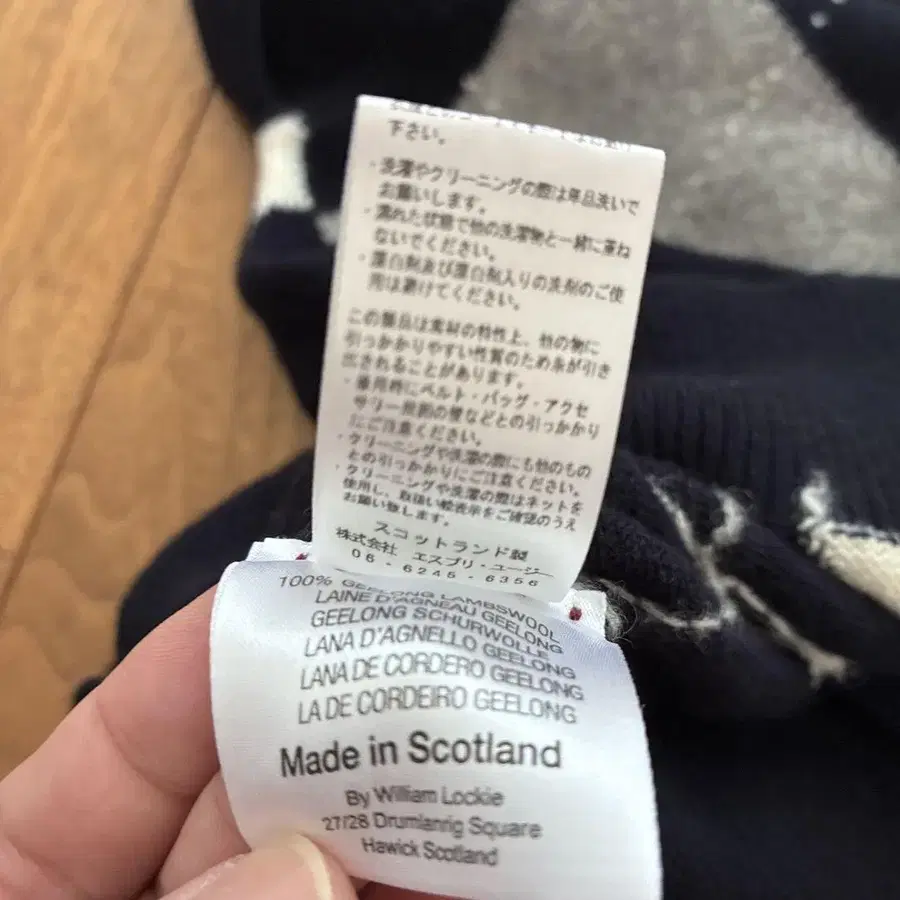 下さい。
・洗濯やクリーニングの際は単品洗いで
お願いします。
・濡れた状態で他の洗濯物と一緒に重ね
ないでください。
・蛍白剤及び蛍白剤入りの洗剤のご使
用は避けてください。
この製品は素材の特性上、他の物に
引っかかりやすい性質のため糸が引き
出されることがあります。
・着用時にベルト・バッグ・アクセ
サリー
などとの引っかかり
にご注意ください。
・クリーニングや洗濯の際にも他のもの
との引っかかりにご注意ください。
・クリーニングや洗濯の際はネットを
使用し、取扱い絵表示をご確認のうえ
お願い致します。
スコットランド製
株式会社 エスプリ・ユージー
06-6245-6356
100% GEELONG LAMBSWOOL
LAINE D'AGNEAU GEELONG
GEELONG SCHURWOLLE
LANA D'AGNELLO GEELONG
LANA DE CORDERO GEELONG
LA DE CORDEIRO GEELONG
Made in Scotland
By William Lockie
27/28 Drumlanrig Square
Hawick Scotland